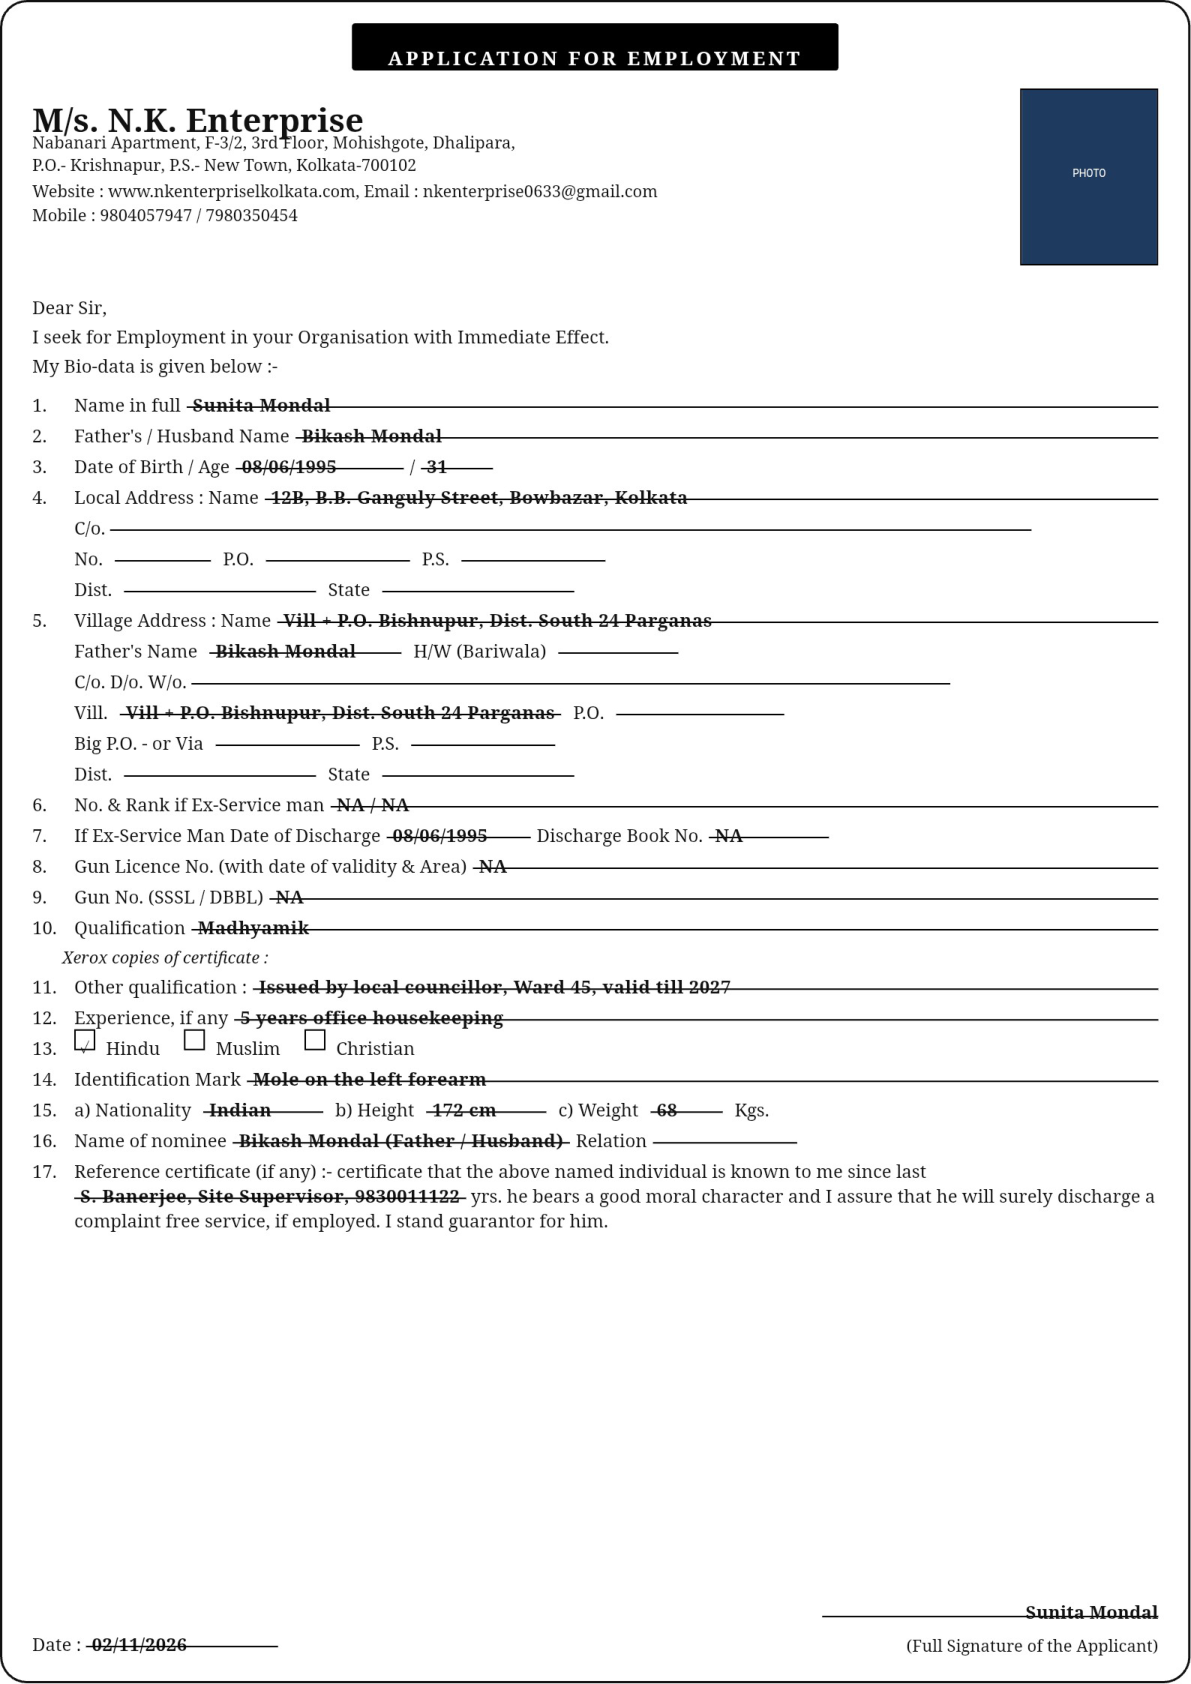 APPLICATION FOR EMPLOYMENT
M/s. N.K. Enterprise
Nabanari Apartment, F-3/2, 3rd Floor, Mohishgote, Dhalipara,
P.O.- Krishnapur, P.S.- New Town, Kolkata-700102
Website : www.nkenterpriselkolkata.com, Email : nkenterprise0633@gmail.com
Mobile : 9804057947 / 7980350454
PHOTO
Dear Sir,
I seek for Employment in your Organisation with Immediate Effect.
My Bio-data is given below :-
1. Name in full Sunita Mondal
2. Father's / Husband Name Bikash Mondal
3. Date of Birth / Age 08/06/1995 / 31
4. Local Address : Name 12B, B.B. Ganguly Street, Bowbazar, Kolkata
C/o.
No. P.O. P.S.
Dist. State
5. Village Address : Name Vill + P.O. Bishnupur, Dist. South 24 Parganas
Father's Name Bikash Mondal H/W (Bariwala)
C/o. D/o. W/o.
Vill. Vill + P.O. Bishnupur, Dist. South 24 Parganas P.O.
Big P.O. - or Via P.S.
Dist. State
6. No. & Rank if Ex-Service man NA / NA
7. If Ex-Service Man Date of Discharge 08/06/1995 Discharge Book No. NA
8. Gun Licence No. (with date of validity & Area) NA
9. Gun No. (SSSL / DBBL) NA
10. Qualification Madhyamik
Xerox copies of certificate :
11. Other qualification : Issued by local councillor, Ward 45, valid till 2027
12. Experience, if any 5 years office housekeeping
13. ✓ Hindu Muslim Christian
14. Identification Mark Mole on the left forearm
15. a) Nationality Indian b) Height 172 cm c) Weight 68 Kgs.
16. Name of nominee Bikash Mondal (Father / Husband) Relation
17. Reference certificate (if any) :- certificate that the above named individual is known to me since last
S. Banerjee, Site Supervisor, 9830011122 yrs. he bears a good moral character and I assure that he will surely discharge a
complaint free service, if employed. I stand guarantor for him.
Sunita Mondal
Date : 02/11/2026 (Full Signature of the Applicant)